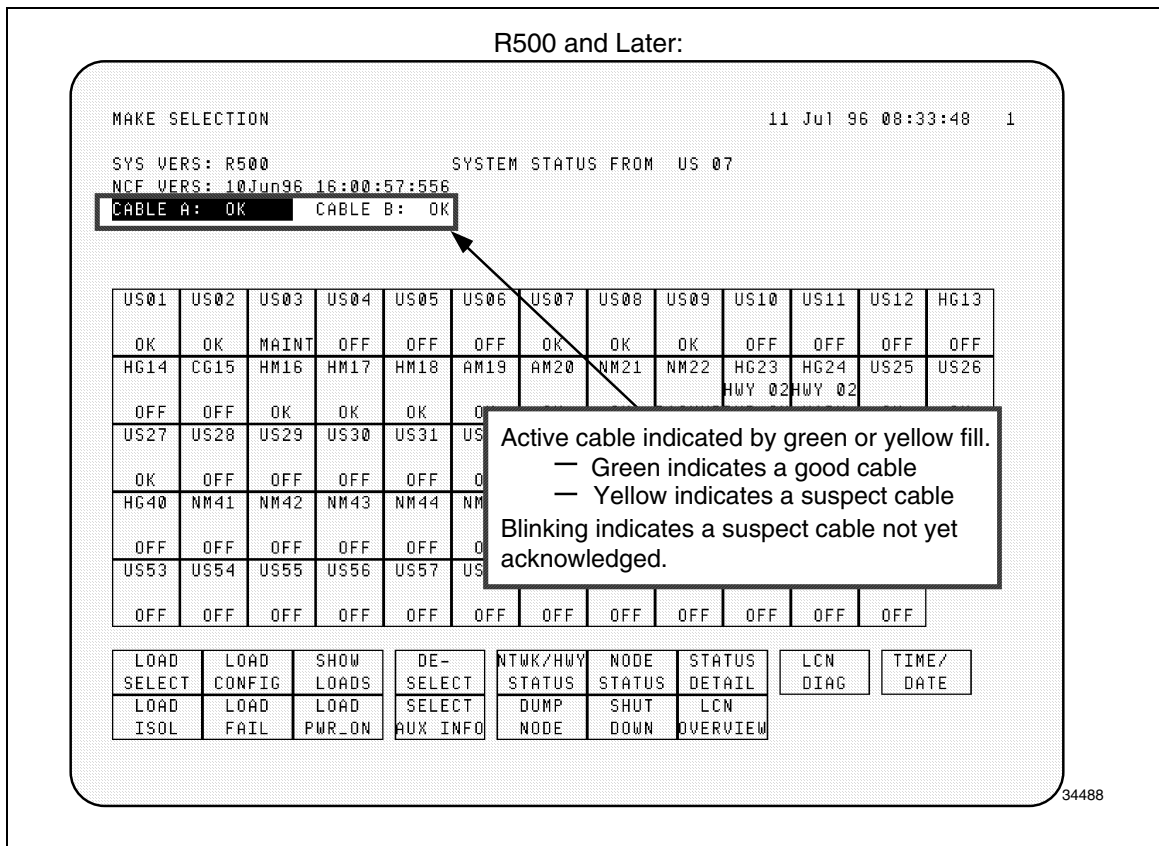 R500 and Later:
MAKE SELECTION 11 Jul 96 08:33:48 1
SYS VERS: R500 SYSTEM STATUS FROM US 07
NCF VERS: 10Jun96 16:00:57:556
CABLE A: OK CABLE B: OK
US01 US02 US03 US04 US05 US06 US07 US08 US09 US10 US11 US12 HG13
OK OK MAINT OFF OFF OFF OK OK OK OFF OFF OFF OFF
HG14 CG15 HM16 HM17 HM18 AM19 AM20 NM21 NM22 HG23 HG24 US25 US26
HWY 02 HWY 02
OFF OFF OK OK OK
US27 US28 US29 US30 US31 US
OK OFF OFF OFF OFF
HG40 NM41 NM42 NM43 NM44 NM
OFF OFF OFF OFF OFF
US53 US54 US55 US56 US57 US
OFF OFF OFF OFF OFF OFF OFF OFF OFF OFF OFF OFF
Active cable indicated by green or yellow fill.
— Green indicates a good cable
— Yellow indicates a suspect cable
Blinking indicates a suspect cable not yet
acknowledged.
LOAD LOAD SHOW DE- NTWK/HWY NODE STATUS LCN TIME/
SELECT CONFIG LOADS SELECT STATUS STATUS DETAIL DIAG DATE
LOAD LOAD LOAD SELECT DUMP SHUT LCN
ISOL FAIL PWR_ON AUX INFO NODE DOWN OVERVIEW
34488